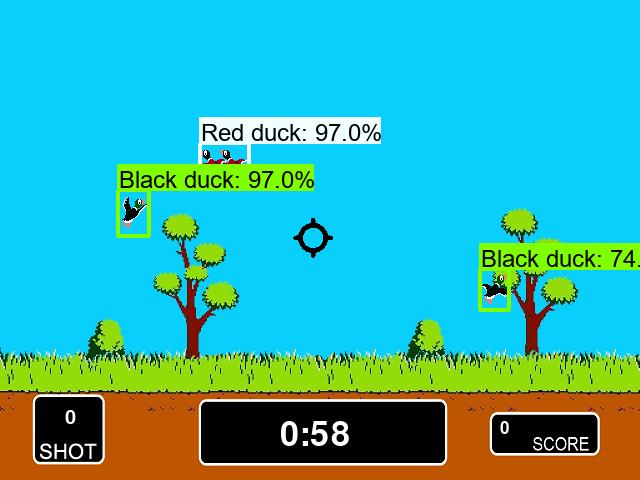 Red duck: 97.0%
Black duck: 97.0%
Black duck: 74.
0
SHOT
0:58
0
SCORE